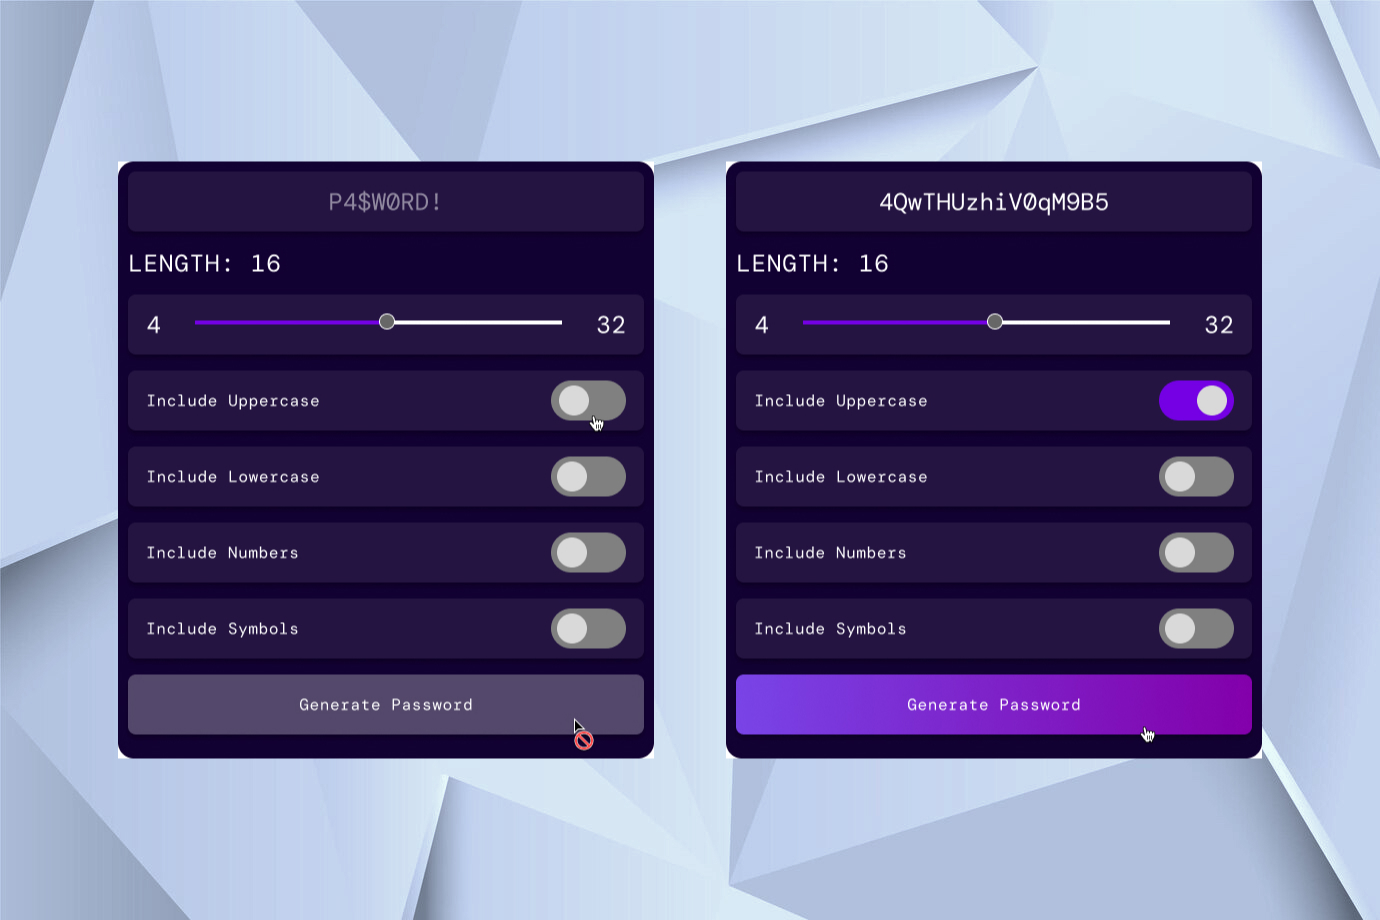 P4$W0RD!
LENGTH: 16
4 32
Include Uppercase
Include Lowercase
Include Numbers
Include Symbols
Generate Password
4QwTHUzhiV0qM9B5
LENGTH: 16
4 32
Include Uppercase
Include Lowercase
Include Numbers
Include Symbols
Generate Password